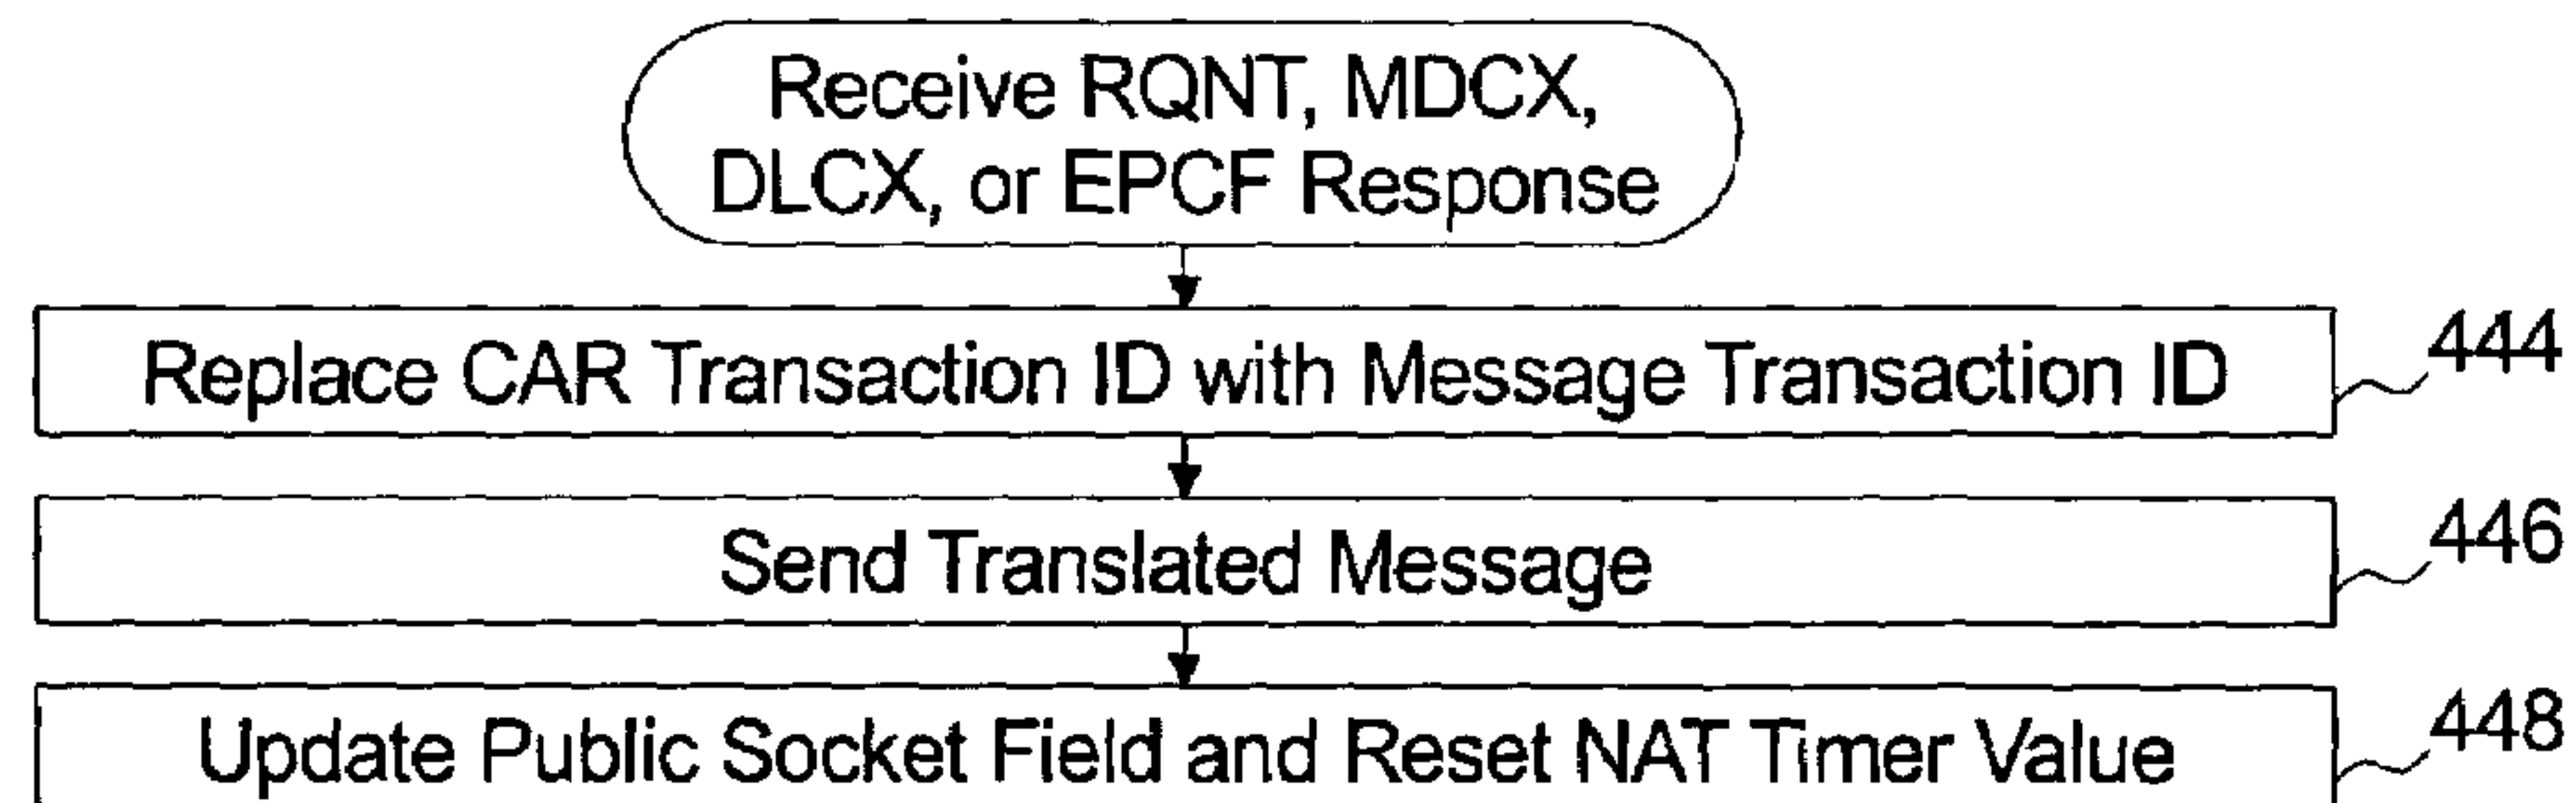 Receive RQNT, MDCX,
DLCX, or EPCF Response
Replace CAR Transaction ID with Message Transaction ID
444
Send Translated Message
446
Update Public Socket Field and Reset NAT Timer Value
448